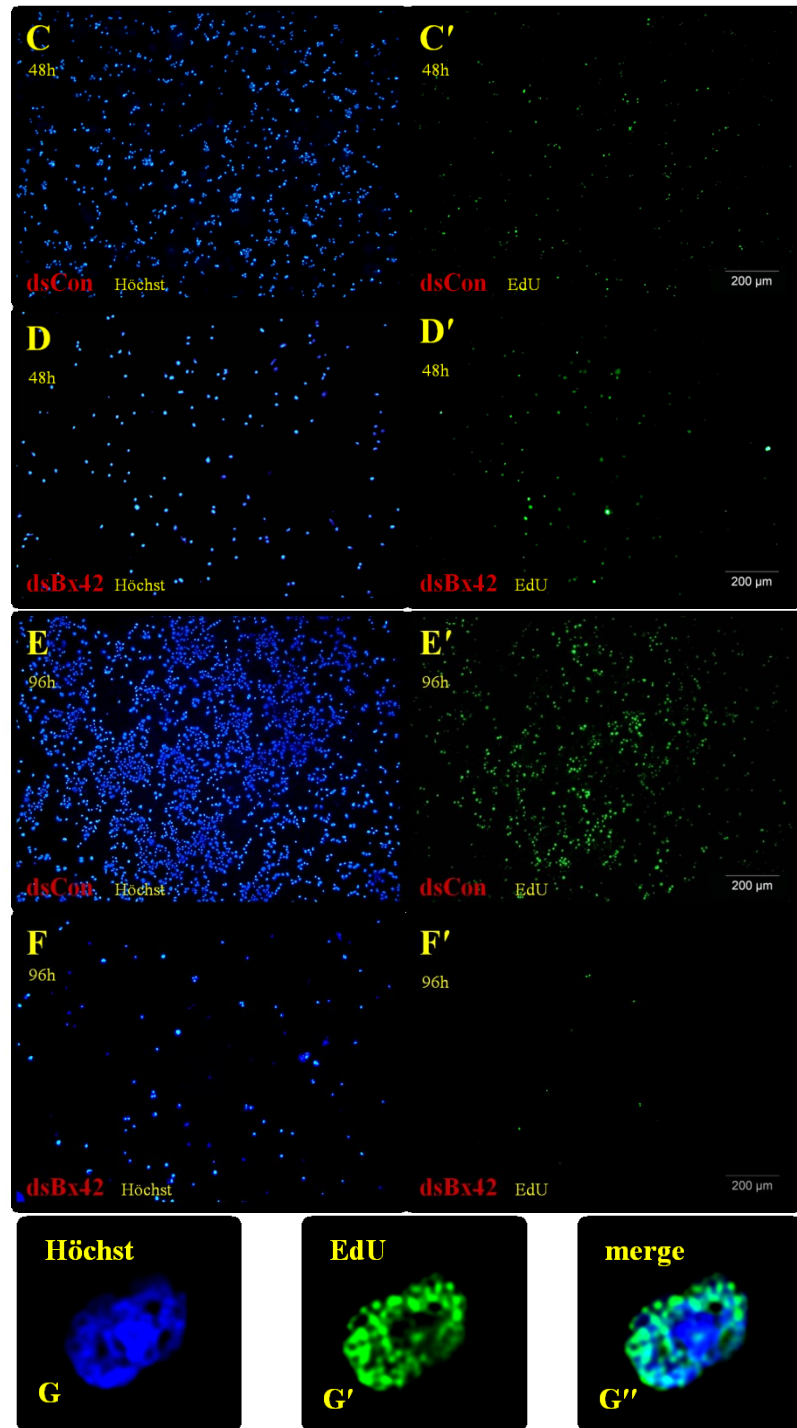 C
48h
dsCon Höchst
C′
48h
dsCon EdU
200 µm
D
48h
dsBx42 Höchst
D′
48h
dsBx42 EdU
200 µm
E
96h
dsCon Höchst
E′
96h
dsCon EdU
200 µm
F
96h
dsBx42 Höchst
F′
96h
dsBx42 EdU
200 µm
Höchst
G
EdU
G′
merge
G′′